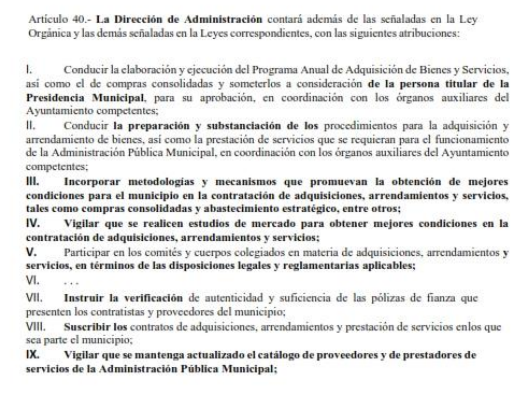 Artículo 40.- La Dirección de Administración contará además de las señaladas en la Ley
Orgánica y las demás señaladas en la Leyes correspondientes, con las siguientes atribuciones:
I. Conducir la elaboración y ejecución del Programa Anual de Adquisición de Bienes y Servicios,
así como el de compras consolidadas y someterlos a consideración de la persona titular de la
Presidencia Municipal, para su aprobación, en coordinación con los órganos auxiliares del
Ayuntamiento competentes;
II. Conducir la preparación y substanciación de los procedimientos para la adquisición y
arrendamiento de bienes, así como la prestación de servicios que se requieran para el funcionamiento
de la Administración Pública Municipal, en coordinación con los órganos auxiliares del Ayuntamiento
competentes;
III. Incorporar metodologías y mecanismos que promuevan la obtención de mejores
condiciones para el municipio en la contratación de adquisiciones, arrendamientos y servicios,
tales como compras consolidadas y abastecimiento estratégico, entre otros;
IV. Vigilar que se realicen estudios de mercado para obtener mejores condiciones en la
contratación de adquisiciones, arrendamientos y servicios;
V. Participar en los comités y cuerpos colegiados en materia de adquisiciones, arrendamientos y
servicios, en términos de las disposiciones legales y reglamentarias aplicables;
VI. . . .
VII. Instruir la verificación de autenticidad y suficiencia de las pólizas de fianza que
presenten los contratistas y proveedores del municipio;
VIII. Suscribir los contratos de adquisiciones, arrendamientos y prestación de servicios enlos que
sea parte el municipio;
IX. Vigilar que se mantenga actualizado el catálogo de proveedores y de prestadores de
servicios de la Administración Pública Municipal;